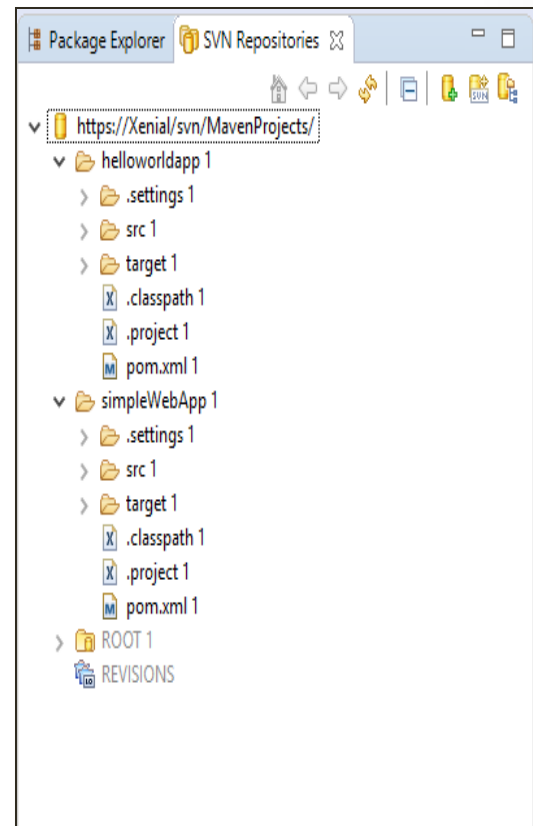 Package Explorer SVN Repositories
https://Xenial/svn/MavenProjects/
helloworldapp 1
.settings 1
src 1
target 1
.classpath 1
.project 1
pom.xml 1
simpleWebApp 1
.settings 1
src 1
target 1
.classpath 1
.project 1
pom.xml 1
ROOT 1
REVISIONS